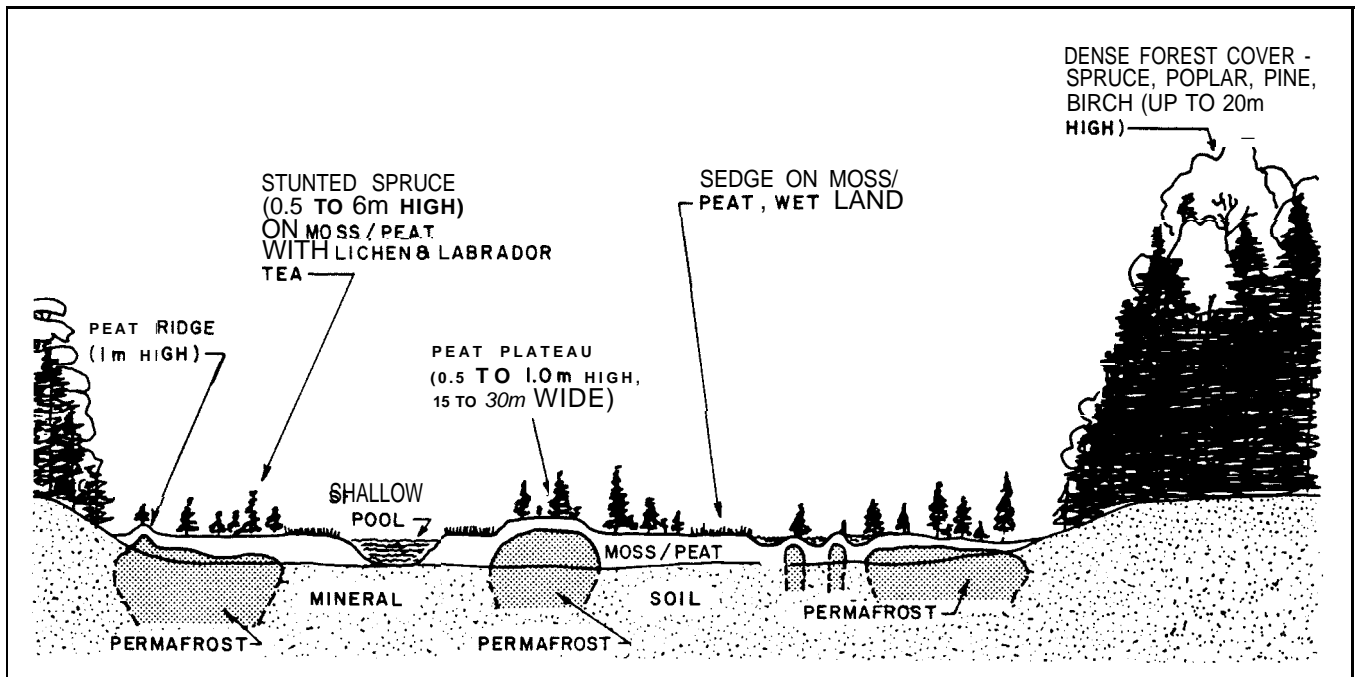 DENSE FOREST COVER -
SPRUCE, POPLAR, PINE,
BIRCH (UP TO 20m
HIGH)
STUNTED SPRUCE
(0.5 TO 6m HIGH)
ON MOSS/PEAT
WITH LICHEN & LABRADOR
TEA
SEDGE ON MOSS/
PEAT, WET LAND
PEAT RIDGE
(1m HIGH)
PEAT PLATEAU
(0.5 TO 1.0m HIGH,
15 TO 30m WIDE)
SHALLOW
POOL
MOSS/PEAT
MINERAL SOIL
PERMAFROST
PERMAFROST
PERMAFROST